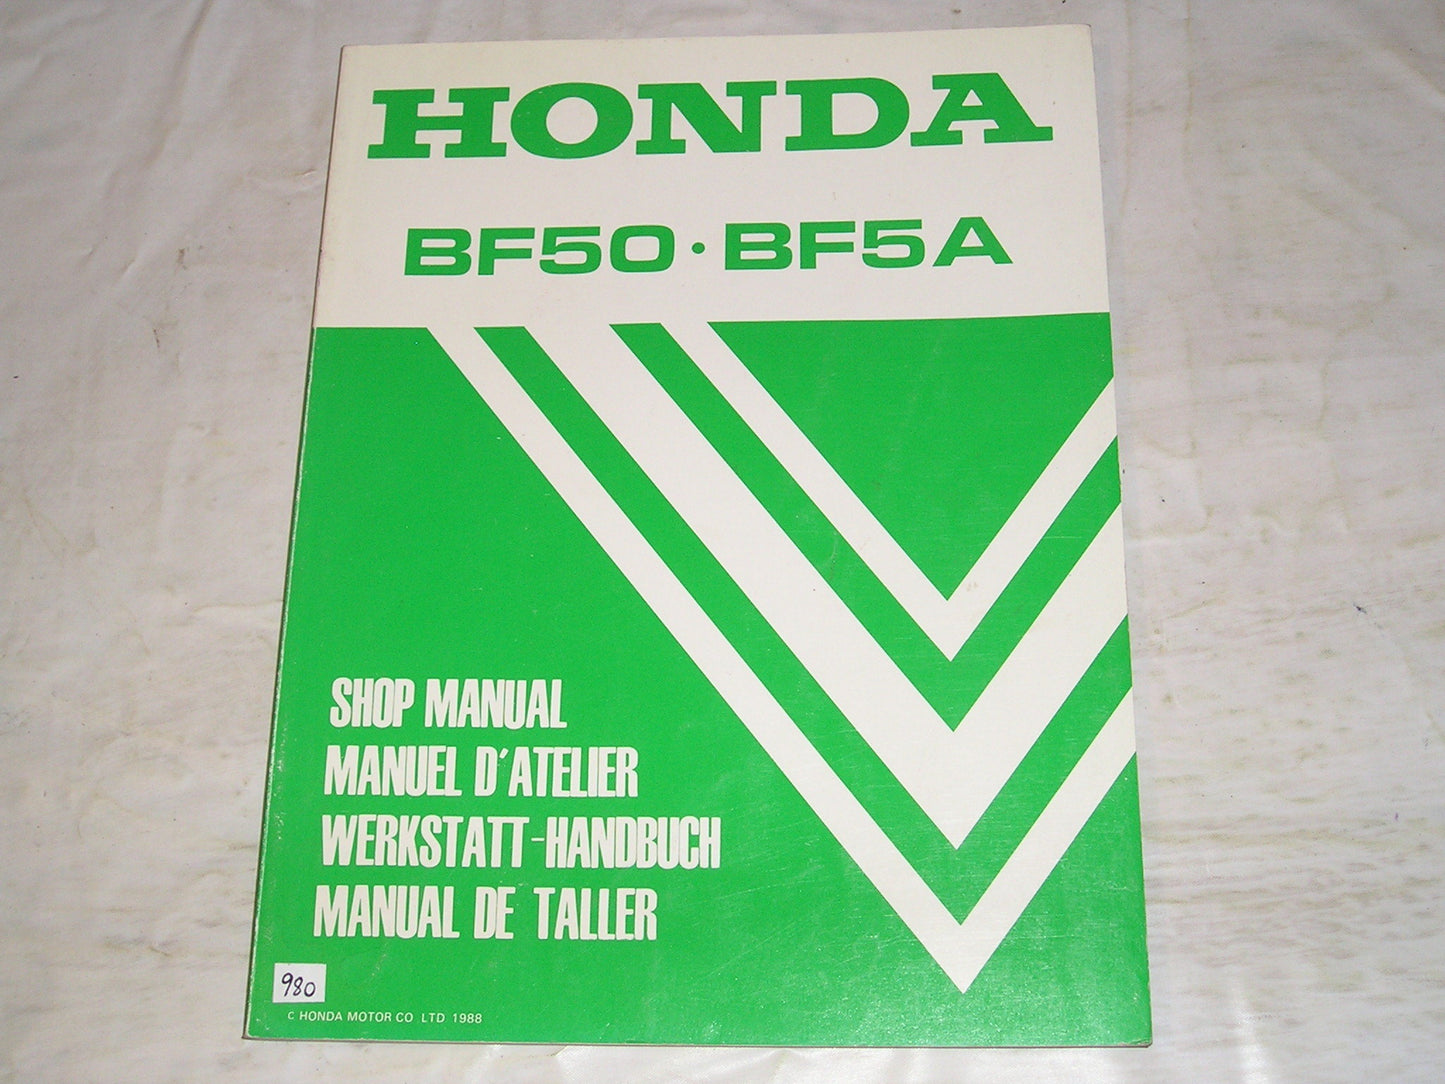 HONDA
BF50·BF5A
SHOP MANUAL
MANUEL D'ATELIER
WERKSTATT-HANDBUCH
MANUAL DE TALLER
980
C HONDA MOTOR CO LTD 1988